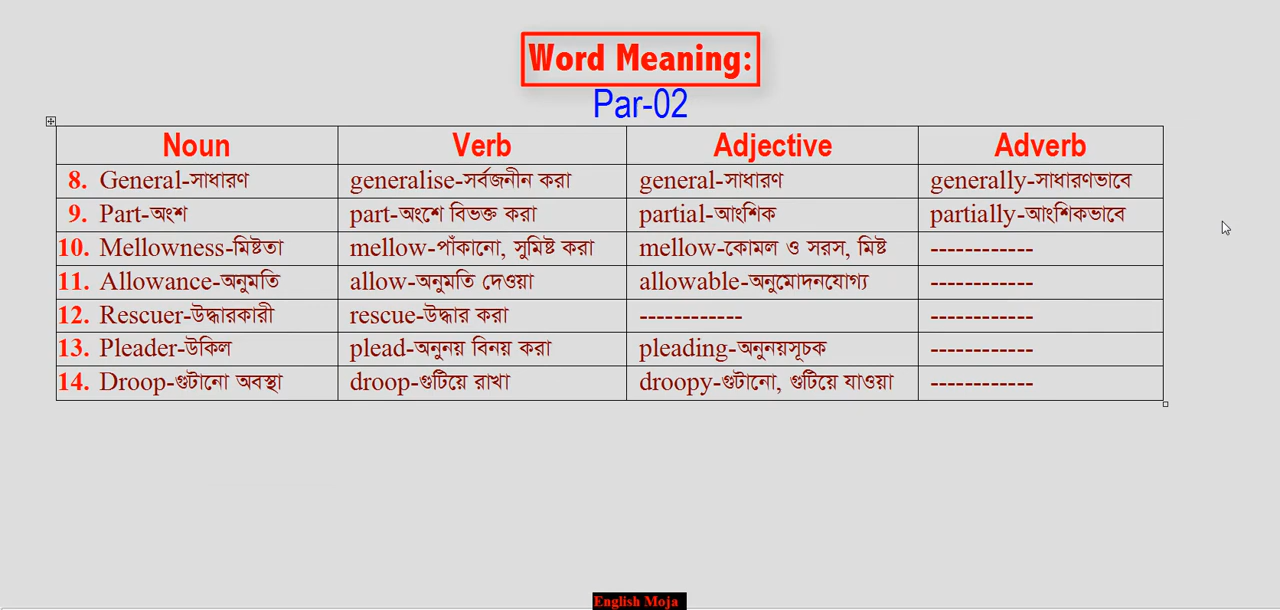 Word Meaning:
Par-02
Noun Verb Adjective Adverb
8. General-সাধারণ generalise-সর্বজনীন করা general-সাধারণ generally-সাধারণভাবে
9. Part-অংশ part-অংশে বিভক্ত করা partial-আংশিক partially-আংশিকভাবে
10. Mellowness-মিষ্টতা mellow-পাঁকানো, সুমিষ্ট করা mellow-কোমল ও সরস, মিষ্ট ------------
11. Allowance-অনুমতি allow-অনুমতি দেওয়া allowable-অনুমোদনযোগ্য ------------
12. Rescuer-উদ্ধারকারী rescue-উদ্ধার করা ------------ ------------
13. Pleader-উকিল plead-অনুনয় বিনয় করা pleading-অনুনয়সূচক ------------
14. Droop-গুটানো অবস্থা droop-গুটিয়ে রাখা droopy-গুটানো, গুটিয়ে যাওয়া ------------
English Moja